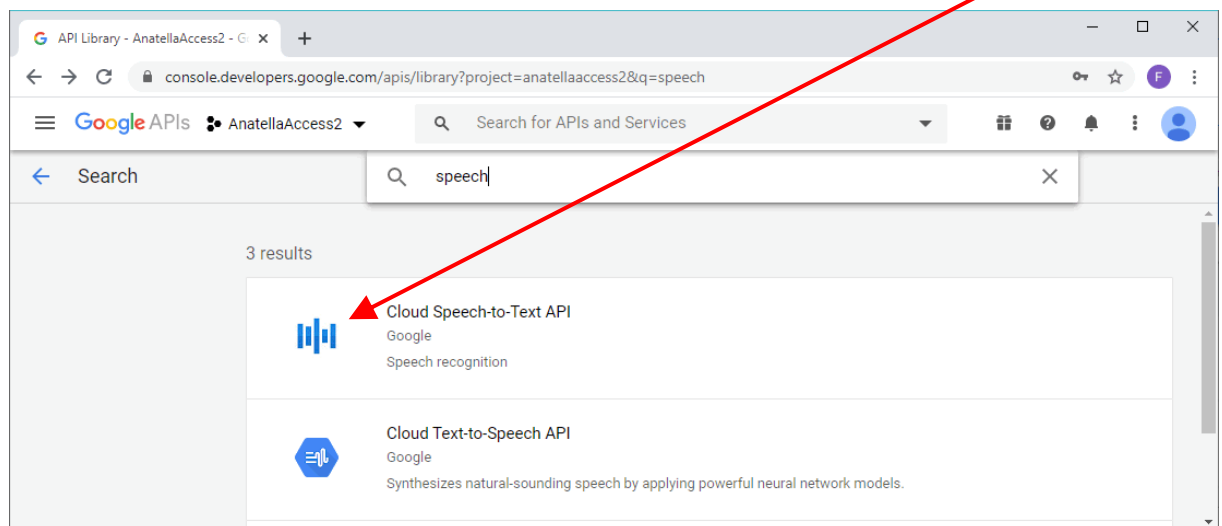 API Library - AnatellaAccess2 - G
console.developers.google.com/apis/library?project=anatellaaccess2&q=speech
F
Google APIs AnatellaAccess2 Search for APIs and Services
Search speech
3 results
Cloud Speech-to-Text API
Google
Speech recognition
Cloud Text-to-Speech API
Google
Synthesizes natural-sounding speech by applying powerful neural network models.